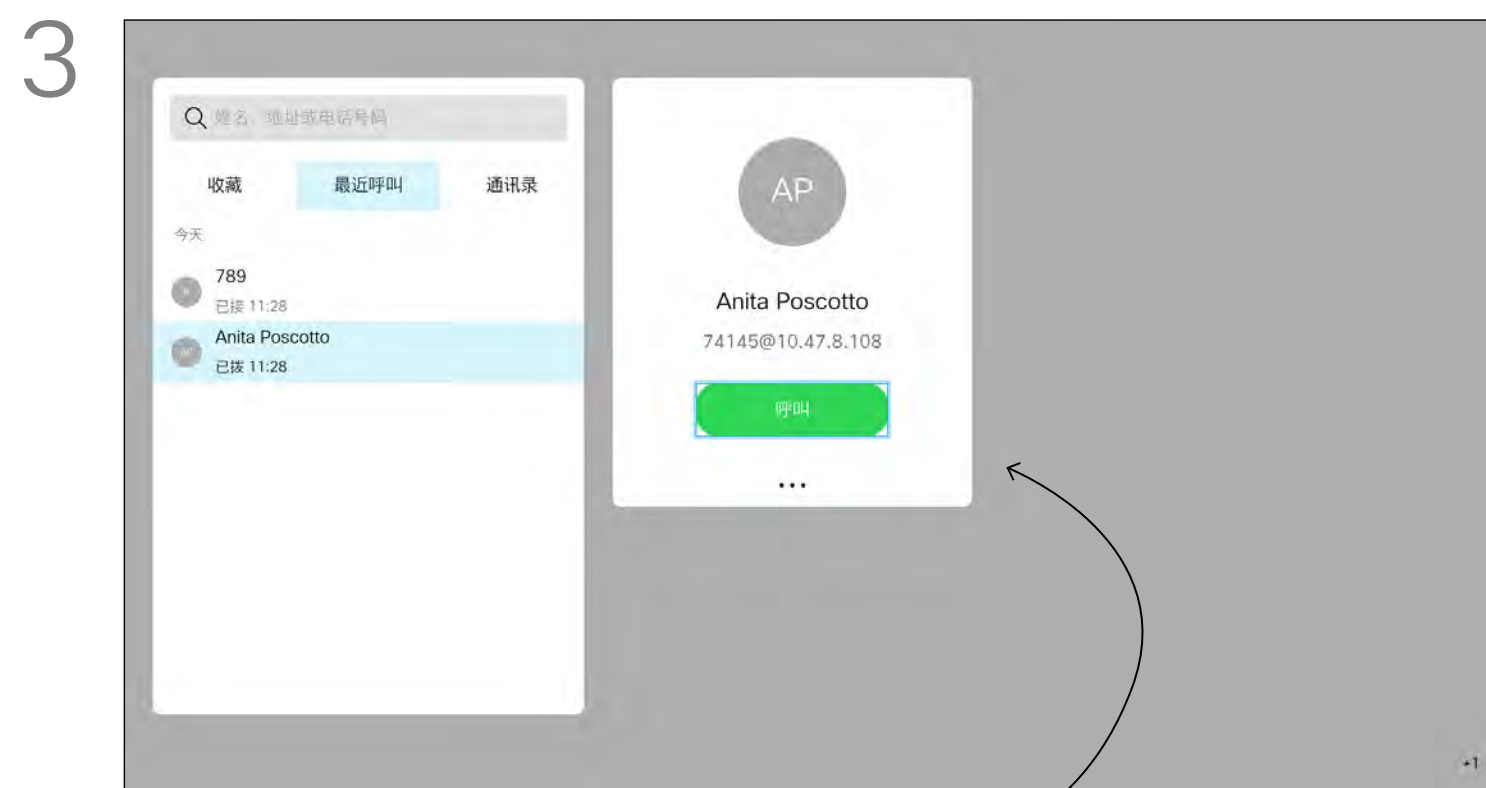 3
姓名、地址或电话号码
收藏 最近呼叫 通讯录
今天
789
已接 11:28
AP
Anita Poscotto
已拨 11:28
AP
Anita Poscotto
74145@10.47.8.108
呼叫
...
+1